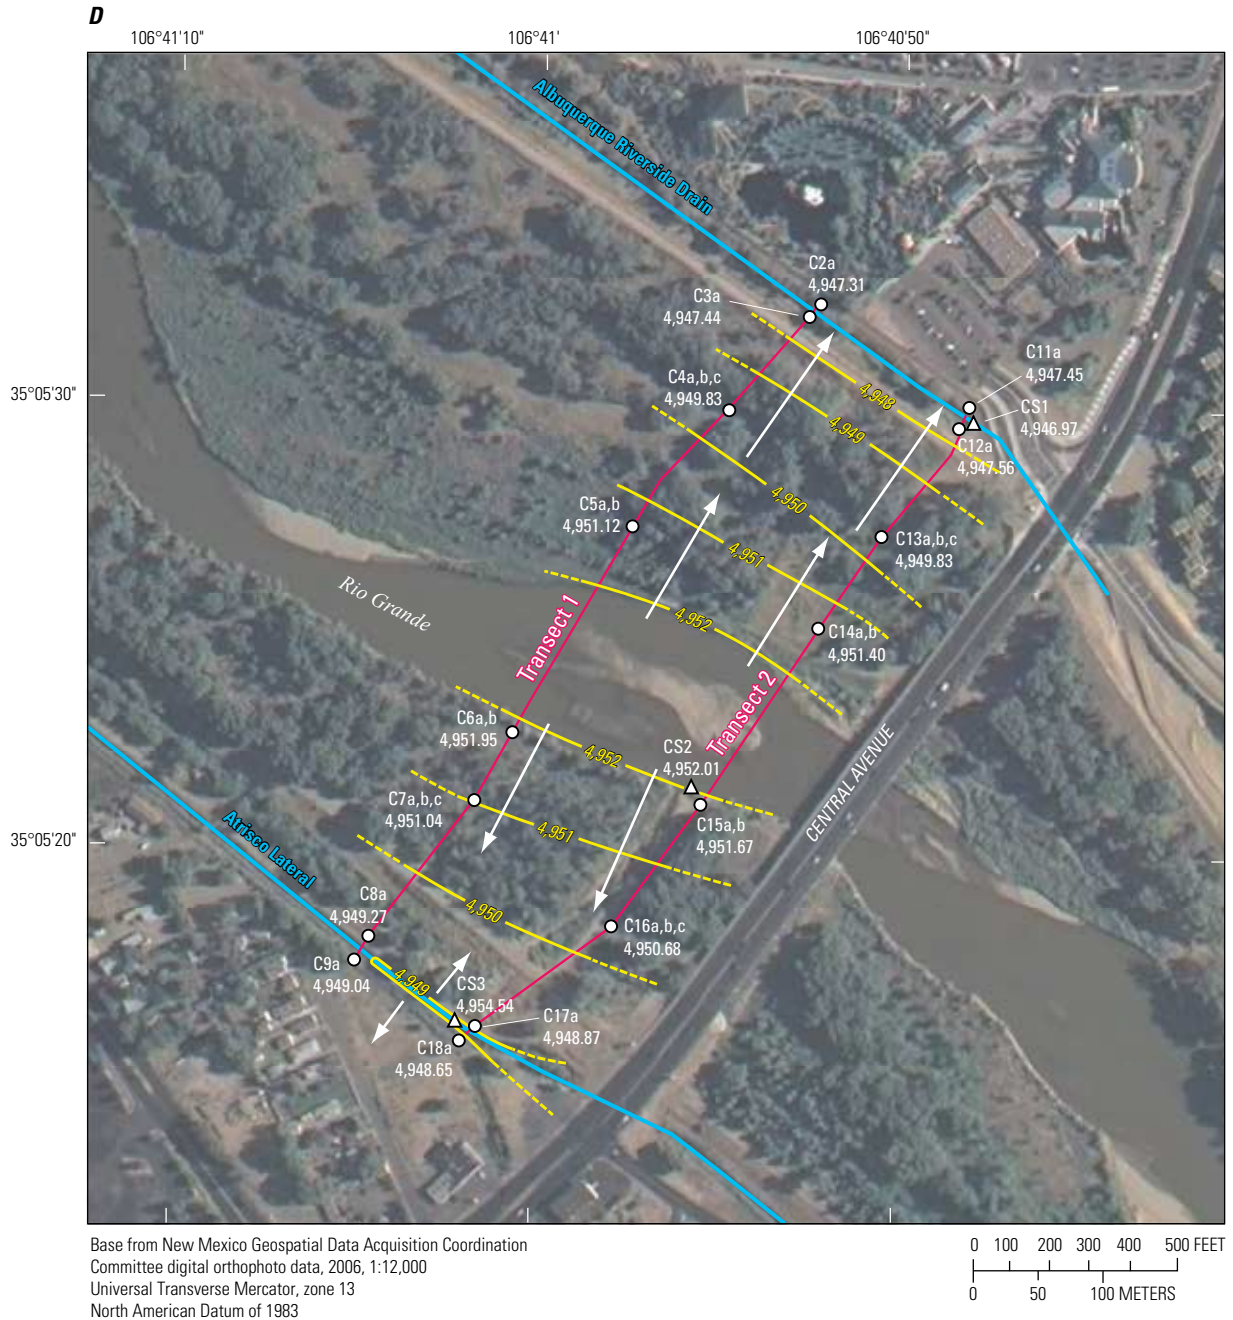 D
106°41'10"
106°41'
106°40'50"
Albuquerque Riverside Drain
C2a
4,947.31
C3a
4,947.44
C11a
4,947.45
CS1
4,946.97
C12a
4,947.56
C4a,b,c
4,949.83
4,948
4,949
35°05'30"
4,950
C5a,b
4,951.12
C13a,b,c
4,949.83
4,951
Rio Grande
4,952
C14a,b
4,951.40
Transect 1
Transect 2
C6a,b
4,951.95
4,952
CS2
4,952.01
CENTRAL AVENUE
C7a,b,c
4,951.04
4,951
C15a,b
4,951.67
35°05'20"
Atrisco Lateral
C8a
4,949.27
4,950
C16a,b,c
4,950.68
C9a
4,949.04
4,949
CS3
4,954.54
C17a
4,948.87
C18a
4,948.65
Base from New Mexico Geospatial Data Acquisition Coordination
Committee digital orthophoto data, 2006, 1:12,000
Universal Transverse Mercator, zone 13
North American Datum of 1983
0 100 200 300 400 500 FEET
0 50 100 METERS